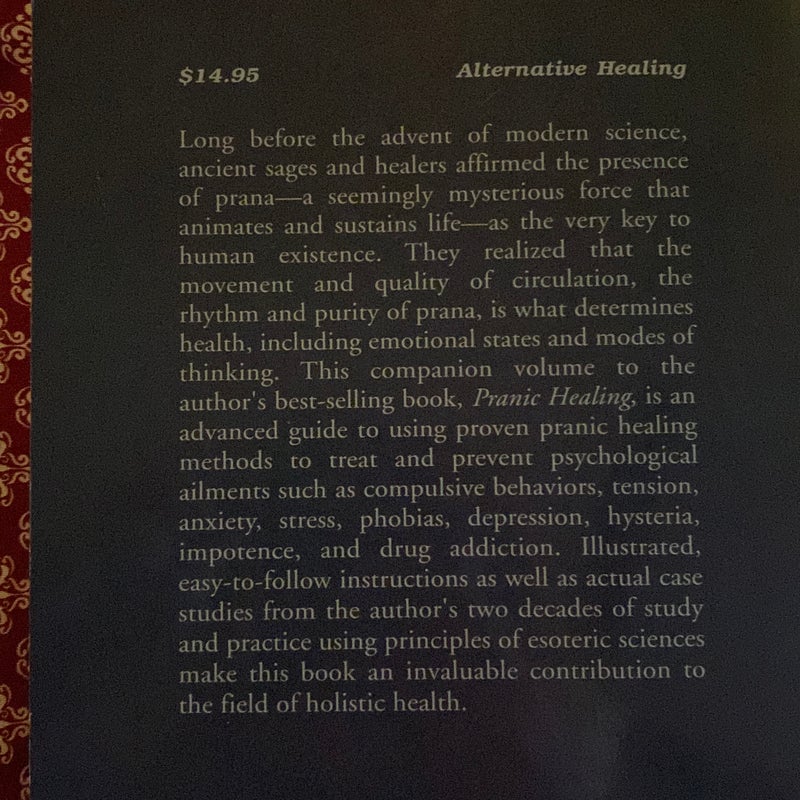 $14.95 Alternative Healing
Long before the advent of modern science,
ancient sages and healers affirmed the presence
of prana—a seemingly mysterious force that
animates and sustains life—as the very key to
human existence. They realized that the
movement and quality of circulation, the
rhythm and purity of prana, is what determines
health, including emotional states and modes of
thinking. This companion volume to the
author's best-selling book, Pranic Healing, is an
advanced guide to using proven pranic healing
methods to treat and prevent psychological
ailments such as compulsive behaviors, tension,
anxiety, stress, phobias, depression, hysteria,
impotence, and drug addiction. Illustrated,
easy-to-follow instructions as well as actual case
studies from the author's two decades of study
and practice using principles of esoteric sciences
make this book an invaluable contribution to
the field of holistic health.